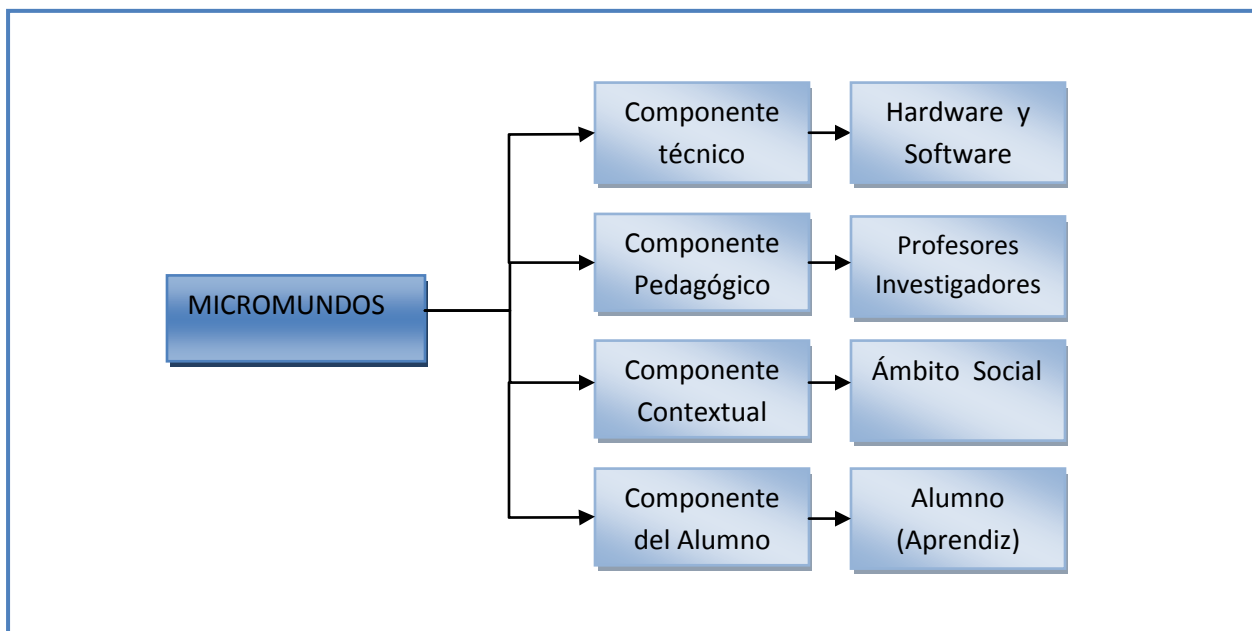 Componente
técnico
Hardware y
Software
Componente
Pedagógico
Profesores
Investigadores
MICROMUNDOS
Componente
Contextual
Ámbito Social
Componente
del Alumno
Alumno
(Aprendiz)